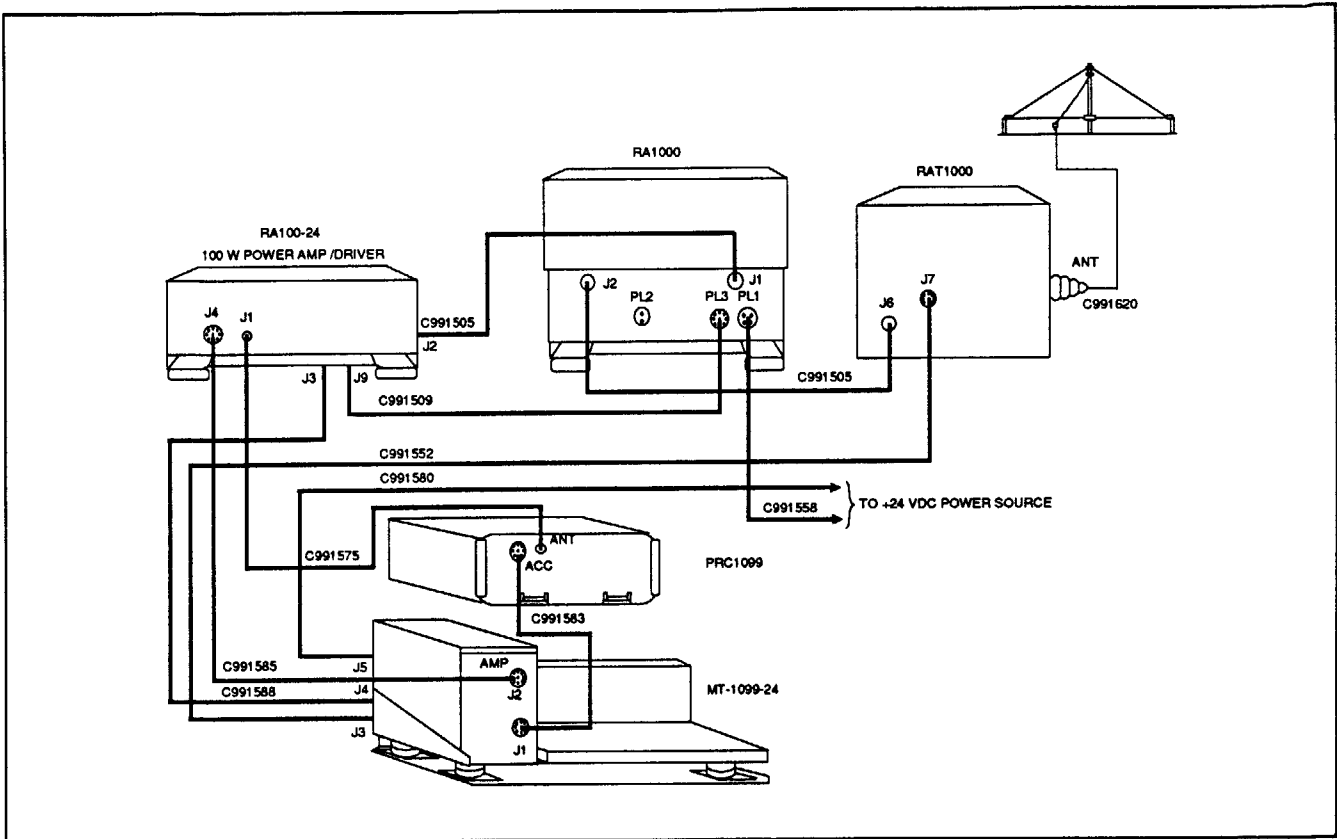 RA1000
RAT1000
RA100-24
100 W POWER AMP /DRIVER
ANT
J7
J2
J1
PL2
PL3
PL1
J4
J1
J6
C991620
C991505
J2
J3
J9
C991505
C991509
C991552
C991580
C991558
TO +24 VDC POWER SOURCE
C991575
ANT
ACC
PRC1099
C991583
AMP
C991585
J5
J4
C991588
MT-1099-24
J3
J1